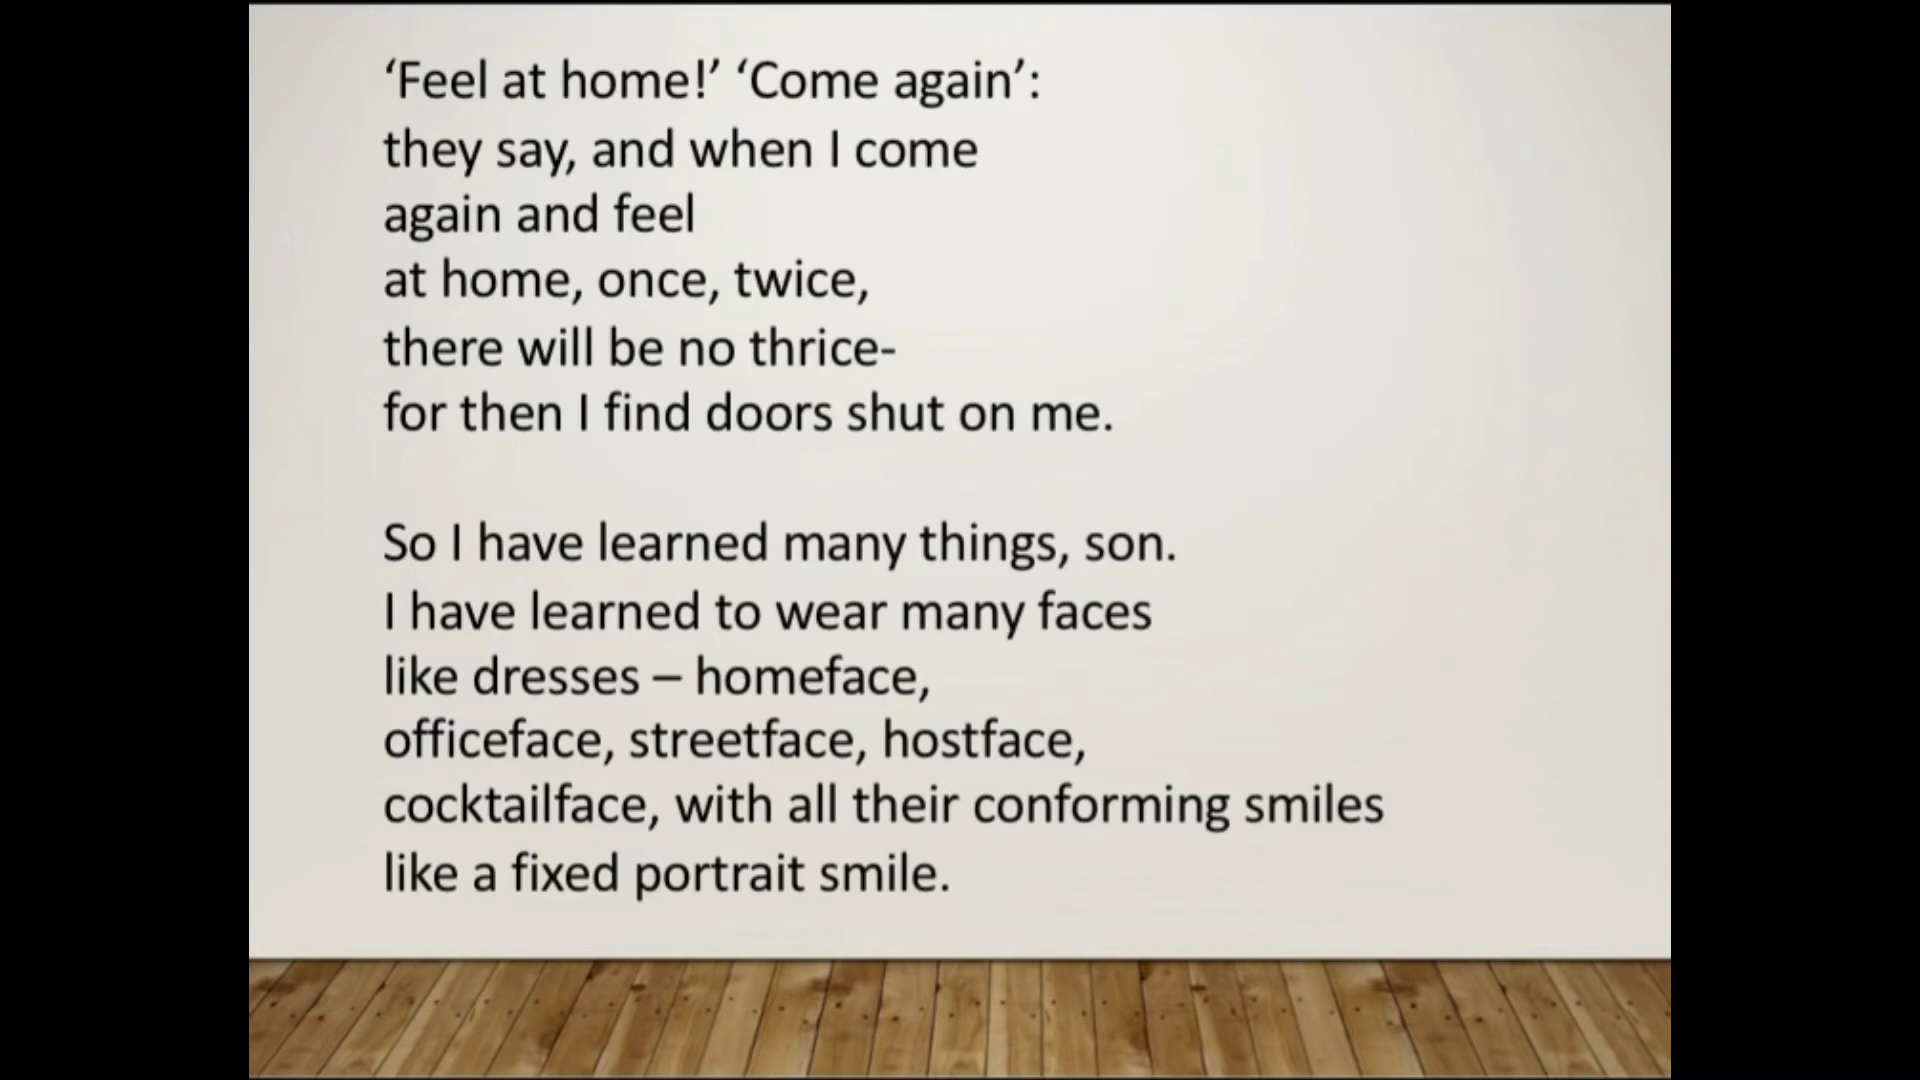 ‘Feel at home!’ ‘Come again’:
they say, and when I come
again and feel
at home, once, twice,
there will be no thrice-
for then I find doors shut on me.
So I have learned many things, son.
I have learned to wear many faces
like dresses – homeface,
officeface, streetface, hostface,
cocktailface, with all their conforming smiles
like a fixed portrait smile.